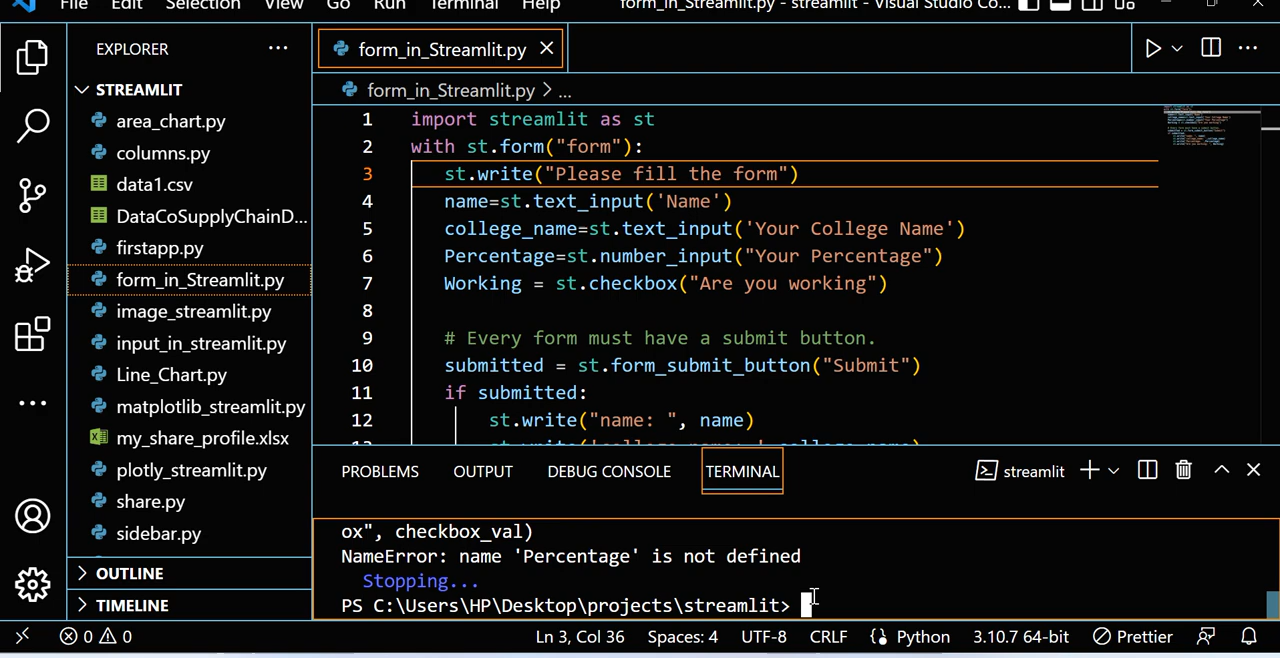 File Edit Selection View Go Run Terminal Help form_in_Streamlit.py - streamlit - Visual Studio Co...
EXPLORER ...
STREAMLIT
area_chart.py
columns.py
data1.csv
DataCoSupplyChainD...
firstapp.py
form_in_Streamlit.py
image_streamlit.py
input_in_streamlit.py
Line_Chart.py
matplotlib_streamlit.py
my_share_profile.xlsx
plotly_streamlit.py
share.py
sidebar.py
OUTLINE
TIMELINE
form_in_Streamlit.py
form_in_Streamlit.py > ...
1 import streamlit as st
2 with st.form("form"):
3 st.write("Please fill the form")
4 name=st.text_input('Name')
5 college_name=st.text_input('Your College Name')
6 Percentage=st.number_input("Your Percentage")
7 Working = st.checkbox("Are you working")
8
9 # Every form must have a submit button.
10 submitted = st.form_submit_button("Submit")
11 if submitted:
12 st.write("name: ", name)
PROBLEMS OUTPUT DEBUG CONSOLE TERMINAL streamlit
ox", checkbox_val)
NameError: name 'Percentage' is not defined
Stopping...
PS C:\Users\HP\Desktop\projects\streamlit>
0 0 Ln 3, Col 36 Spaces: 4 UTF-8 CRLF Python 3.10.7 64-bit Prettier